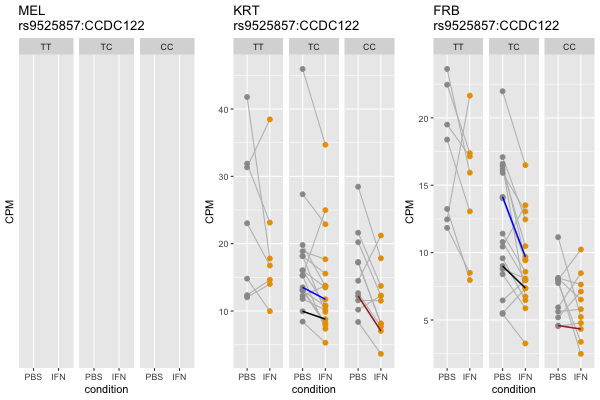 MEL
rs9525857:CCDC122
TT TC CC
CPM
PBS IFN PBS IFN PBS IFN
condition
KRT
rs9525857:CCDC122
TT TC CC
40
30
20
10
CPM
PBS IFN PBS IFN PBS IFN
condition
FRB
rs9525857:CCDC122
TT TC CC
20
15
10
5
CPM
PBS IFN PBS IFN PBS IFN
condition